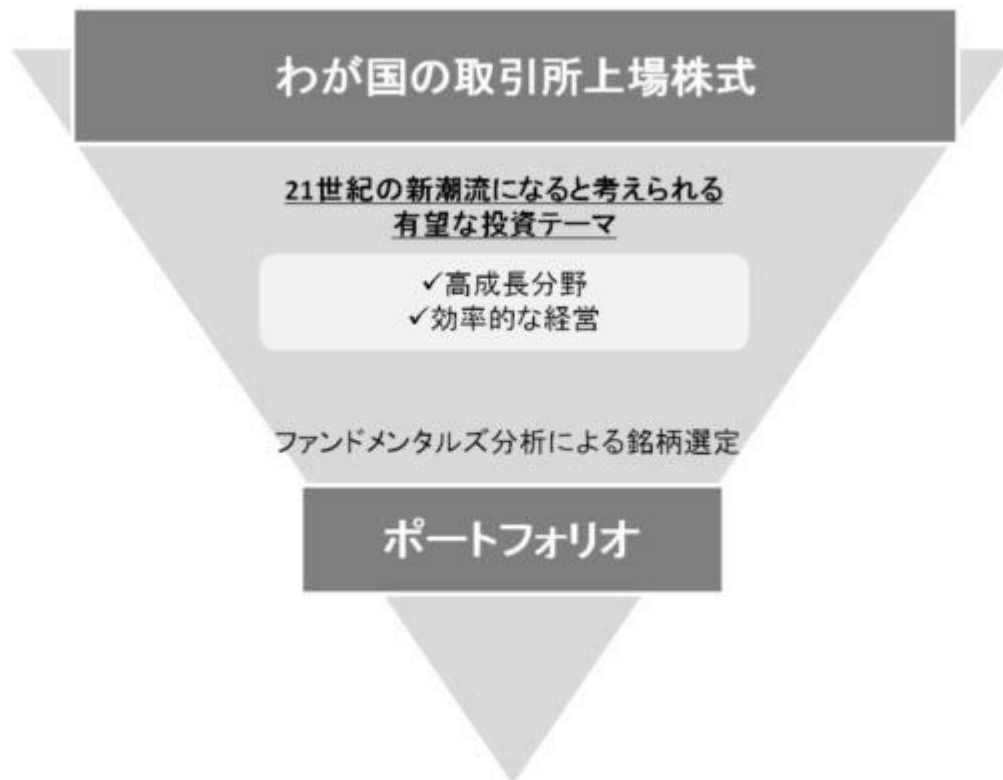 わが国の取引所上場株式
21世紀の新潮流になると考えられる
有望な投資テーマ
✓高成長分野
✓効率的な経営
ファンドメンタルズ分析による銘柄選定
ポートフォリオ